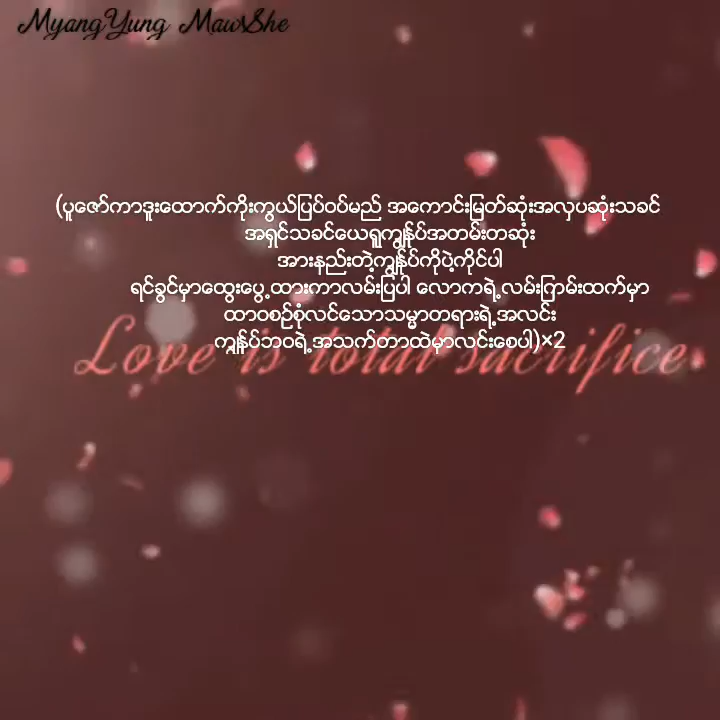 MyangYung MawShe
(ပူဇော်ကာဒူးထောက်ကိုးကွယ်ပြပ်ဝပ်မည် အကောင်းမြတ်ဆုံးအလှပဆုံးသခင်
အရှင်သခင်ယေရှုကျွန်ုပ်အတမ်းတဆုံး
အားနည်းတဲ့ကျွန်ုပ်ကိုပဲ့ကိုင်ပါ
ရင်ခွင်မှာထွေးပွေ့ထားကာလမ်းပြပါ လောကရဲ့လမ်းကြာမ်းထက်မှာ
ထာဝစဉ်စုံလင်သောသမ္မာတရားရဲ့အလင်း
ကျွန်ုပ်ဘဝရဲ့အသက်တာထဲမှာလင်းစေပါ)×2
Love is total sacrifice